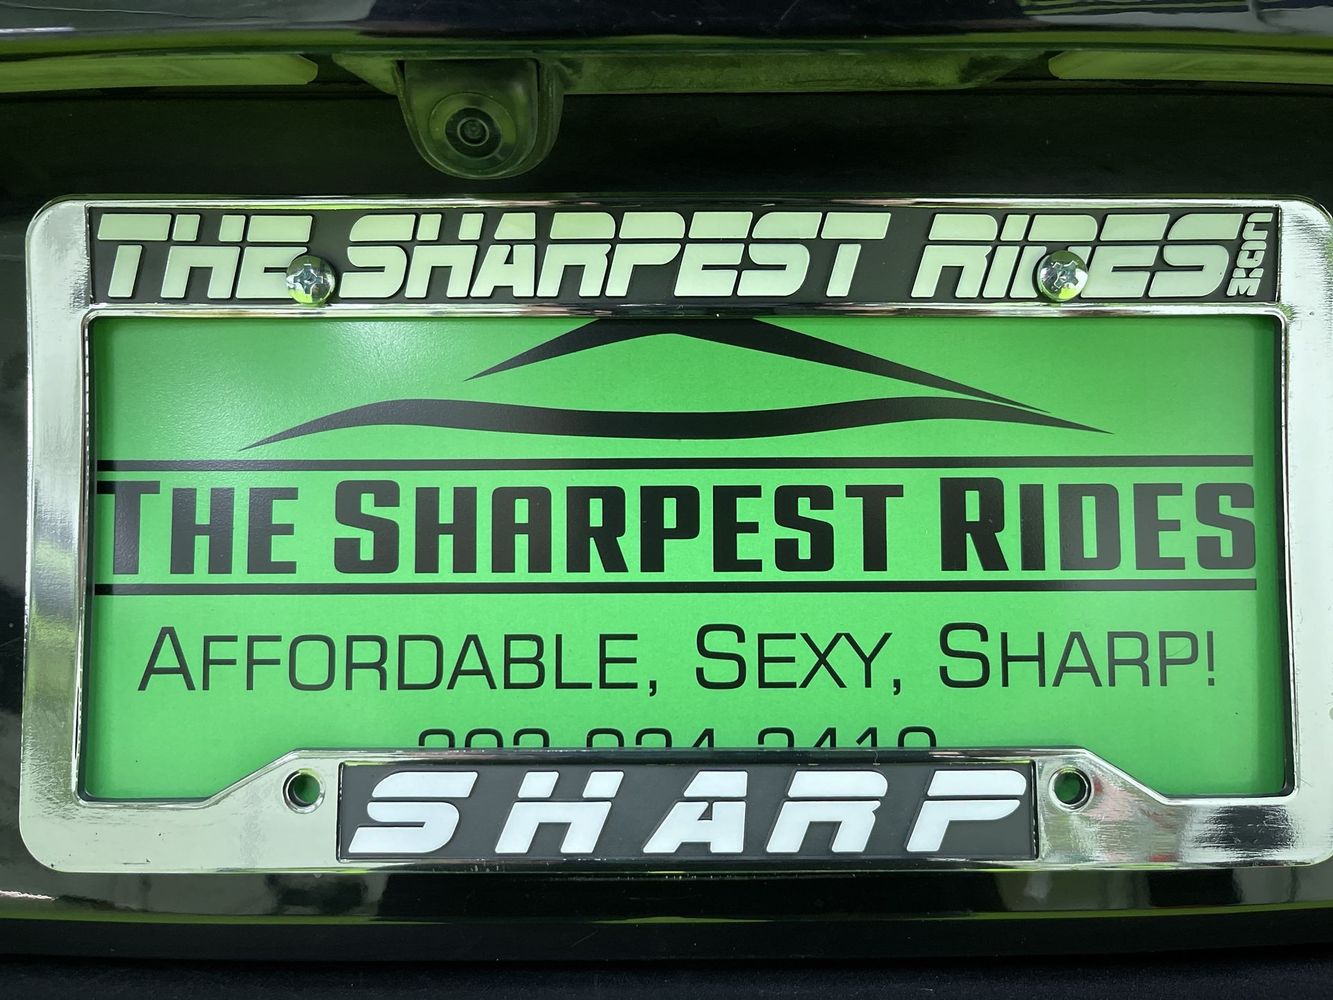 THE SHARPEST RIDES.COM
THE SHARPEST RIDES
AFFORDABLE, SEXY, SHARP!
SHARP